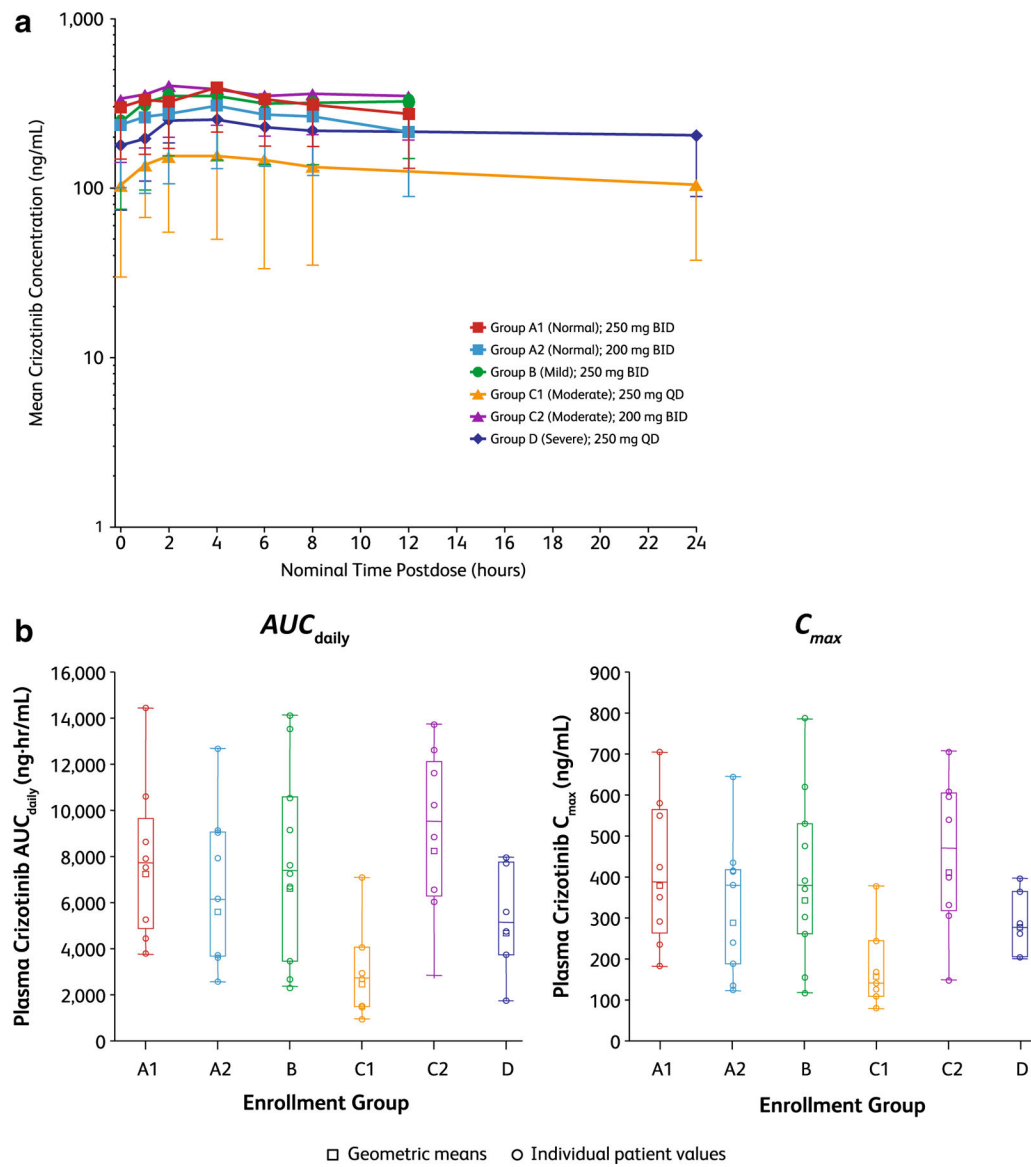 a
Mean Crizotinib Concentration (ng/mL)
1,000
100
10
1
Group A1 (Normal); 250 mg BID
Group A2 (Normal); 200 mg BID
Group B (Mild); 250 mg BID
Group C1 (Moderate); 250 mg QD
Group C2 (Moderate); 200 mg BID
Group D (Severe); 250 mg QD
0 2 4 6 8 10 12 14 16 18 20 22 24
Nominal Time Postdose (hours)
b
AUCdaily
Plasma Crizotinib AUCdaily (ng·hr/mL)
16,000
14,000
12,000
10,000
8,000
6,000
4,000
2,000
0
A1 A2 B C1 C2 D
Enrollment Group
Cmax
Plasma Crizotinib Cmax (ng/mL)
900
800
700
600
500
400
300
200
100
0
A1 A2 B C1 C2 D
Enrollment Group
Geometric means Individual patient values